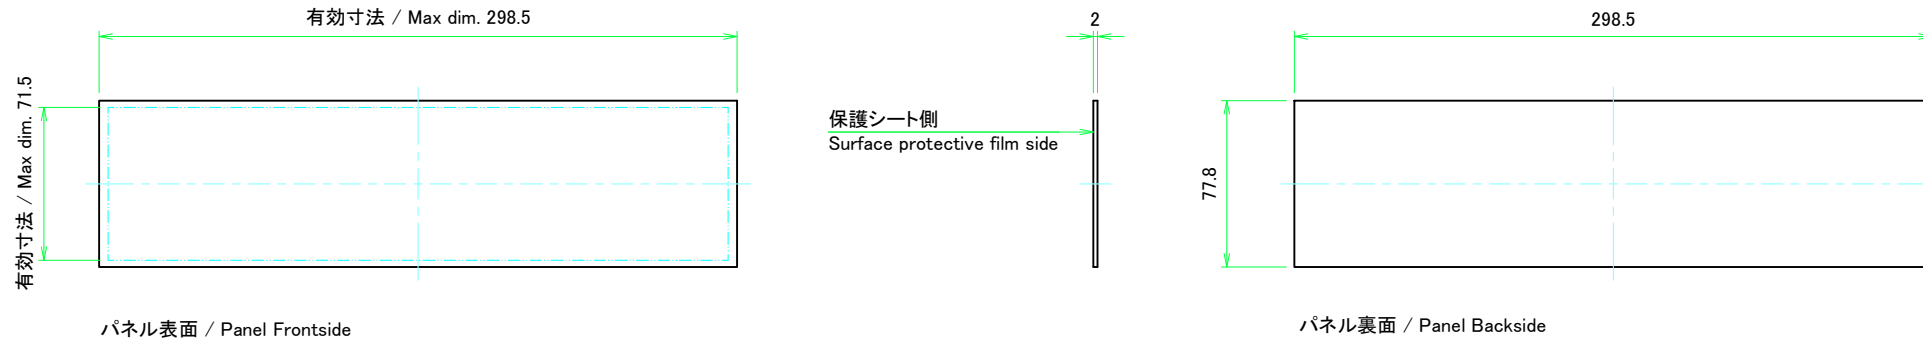 有効寸法 / Max dim. 298.5
有効寸法 / Max dim. 71.5
パネル表面 / Panel Frontside
2
保護シート側
Surface protective film side
298.5
77.8
パネル裏面 / Panel Backside